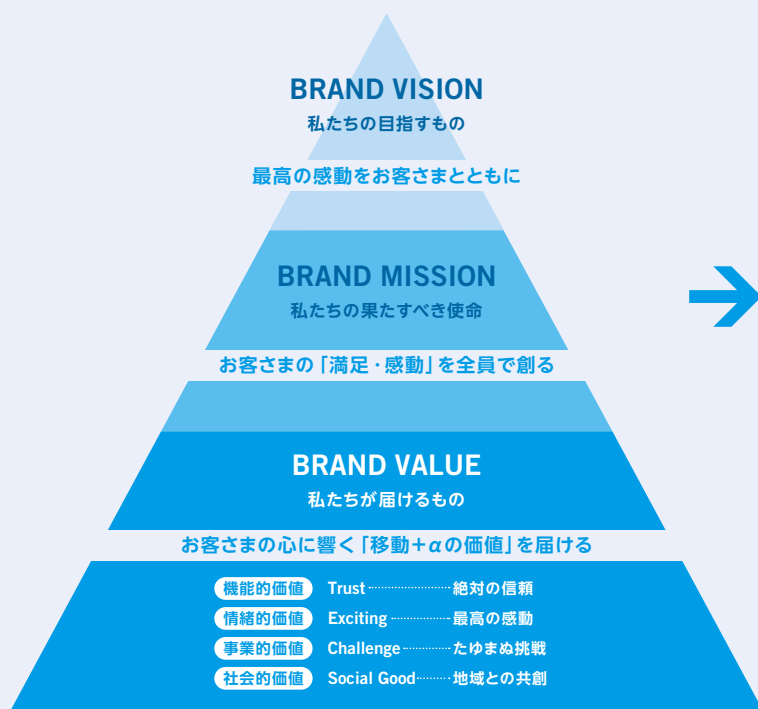 BRAND VISION
私たちの目指すもの
最高の感動をお客さまとともに
BRAND MISSION
私たちの果たすべき使命
お客さまの「満足・感動」を全員で創る
BRAND VALUE
私たちが届けるもの
お客さまの心に響く「移動+αの価値」を届ける
機能的価値 Trust 絶対の信頼
情緒的価値 Exciting 最高の感動
事業的価値 Challenge たゆまぬ挑戦
社会的価値 Social Good 地域との共創